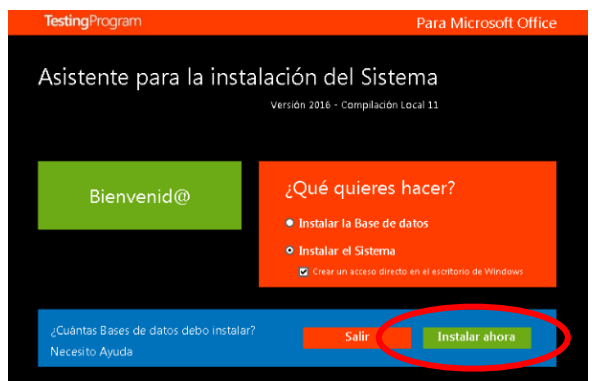 TestingProgram
Para Microsoft Office
Asistente para la instalación del Sistema
Versión 2016 - Compilación Local 11
Bienvenid@
¿Qué quieres hacer?
Instalar la Base de datos
Instalar el Sistema
Crear un acceso directo en el escritorio de Windows
¿Cuántas Bases de datos debo instalar?
Necesito Ayuda
Salir
Instalar ahora